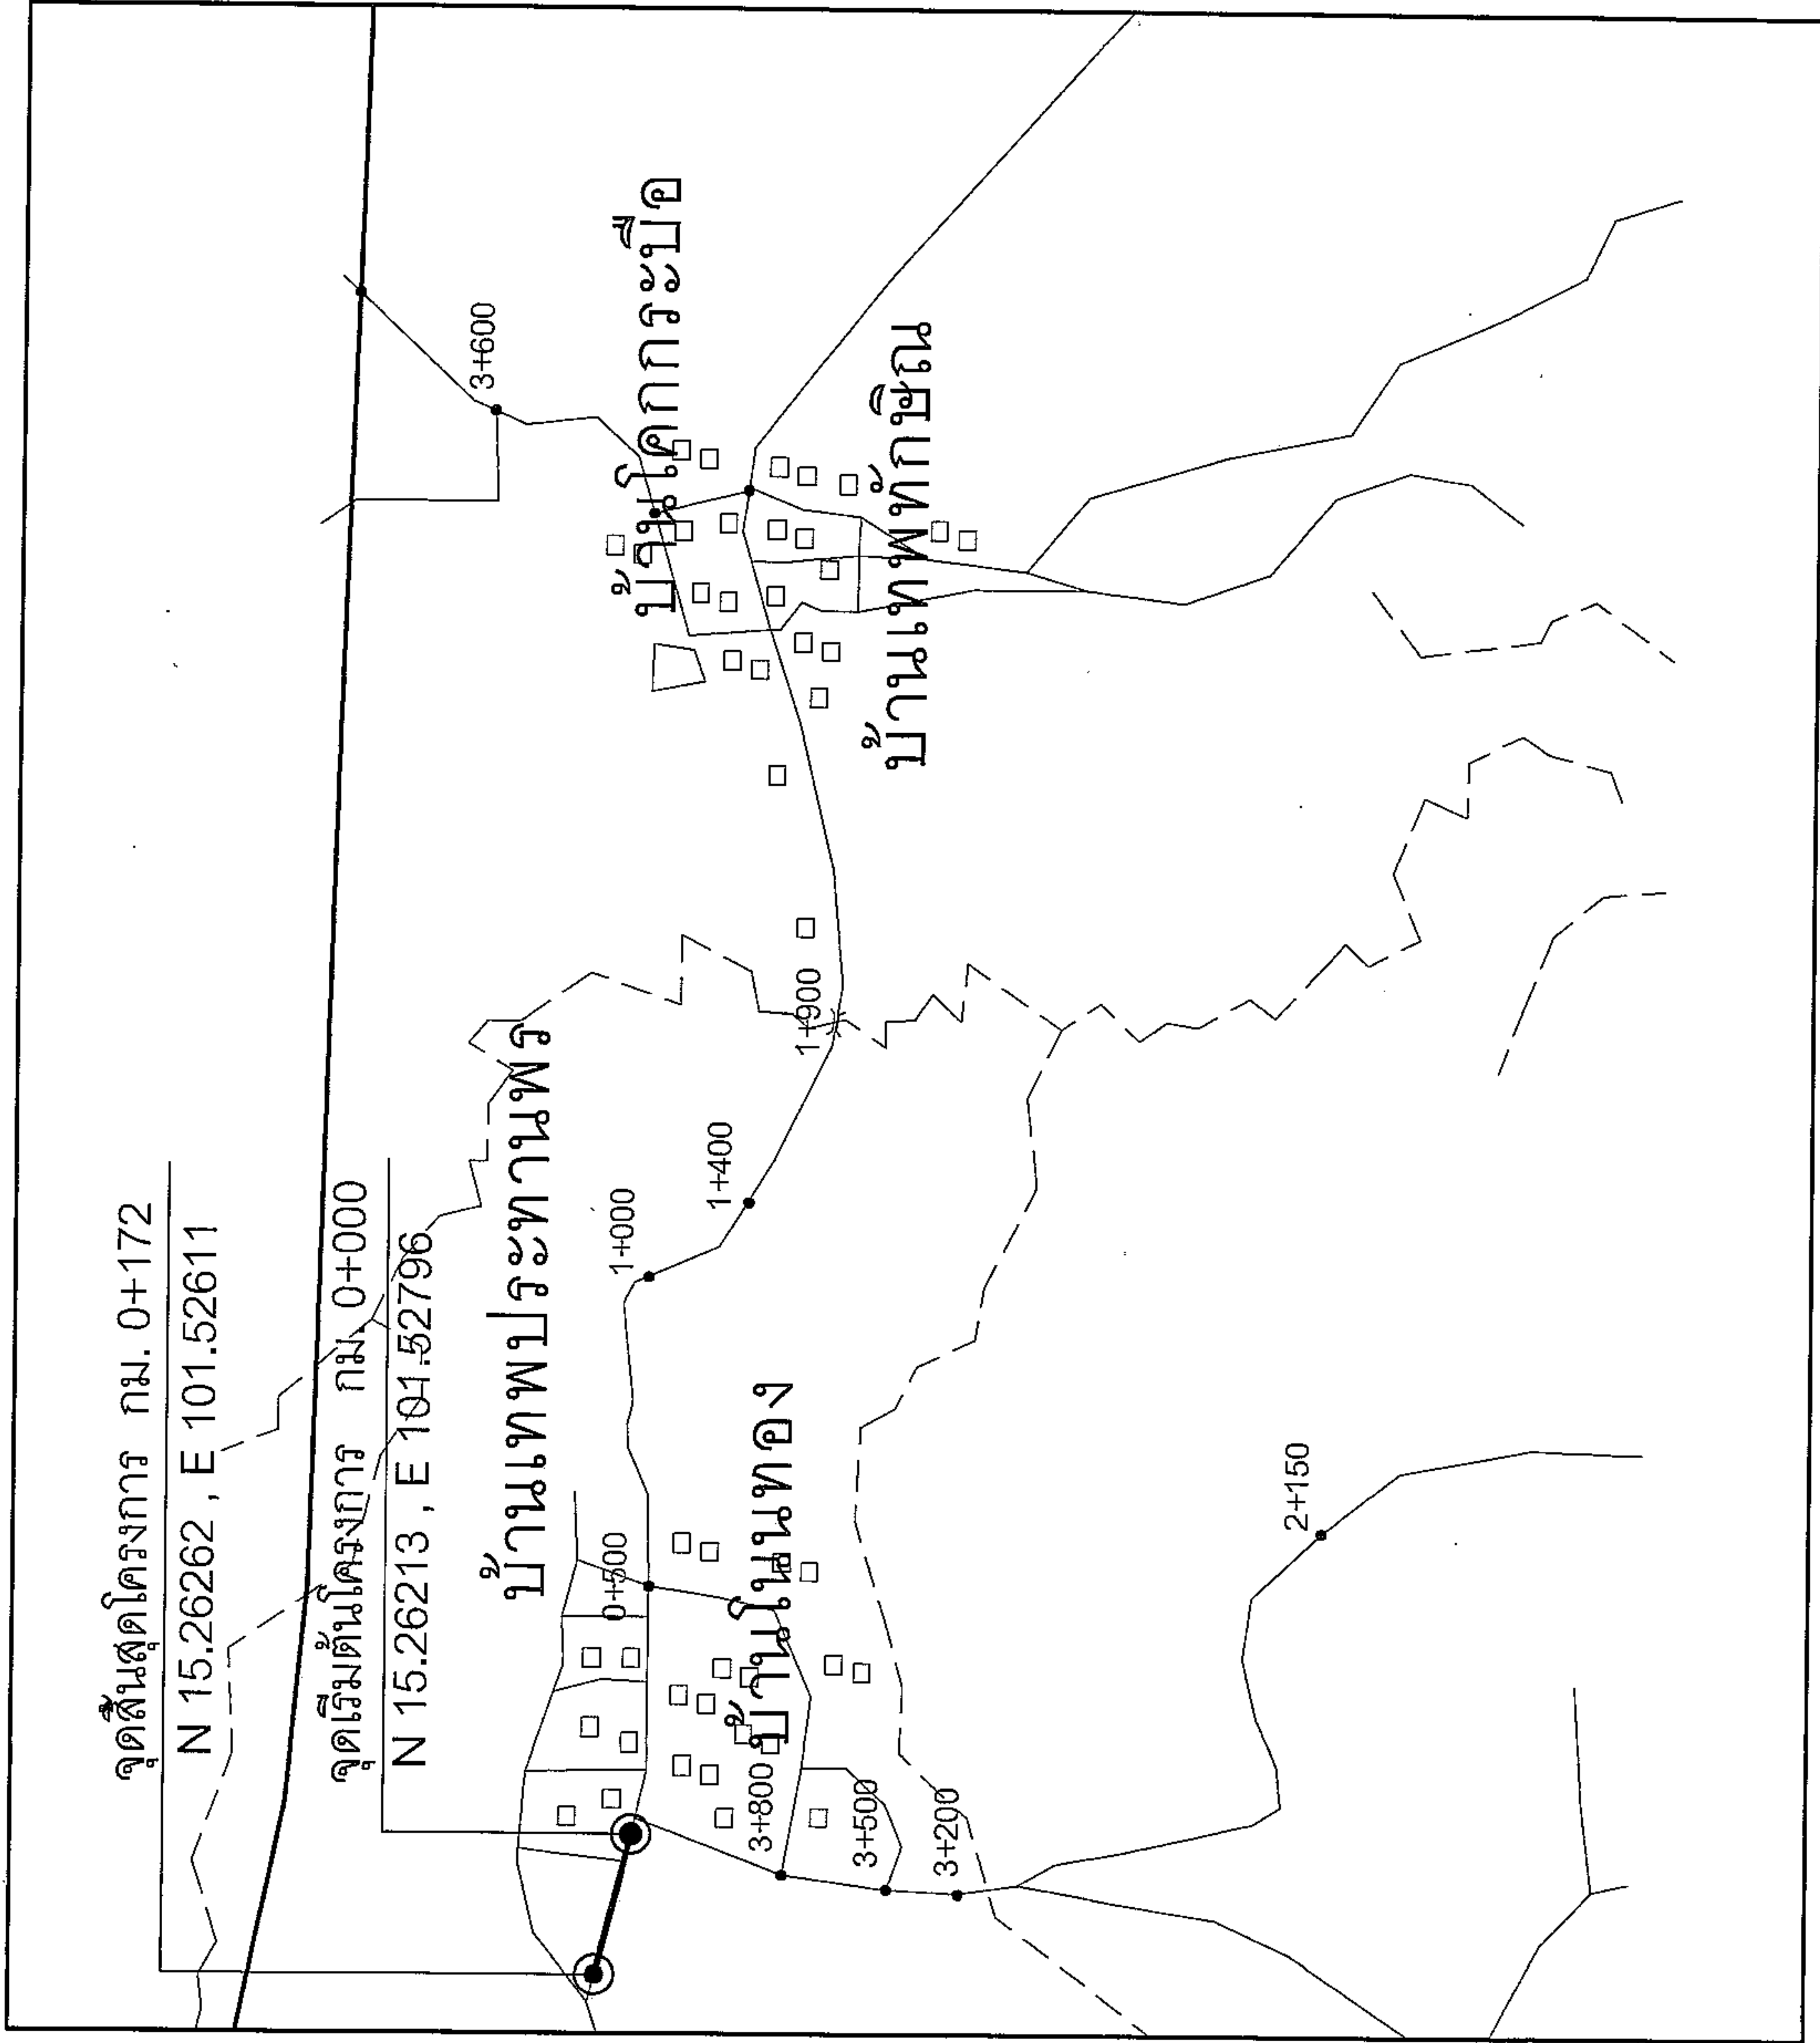 จุดสิ้นสุดโครงการ กม. 0+172
N 15.26262 , E 101.52611
จุดเริ่มต้นโครงการ กม. 0+000
N 15.26213 , E 101.52796
บ้านเทพประทานพร
บ้านโนนทอง
บ้านโคกกระบือ
บ้านเทพหัสดิน
0+500
1+000
1+400
1+900
3+600
3+800
3+500
3+200
2+150